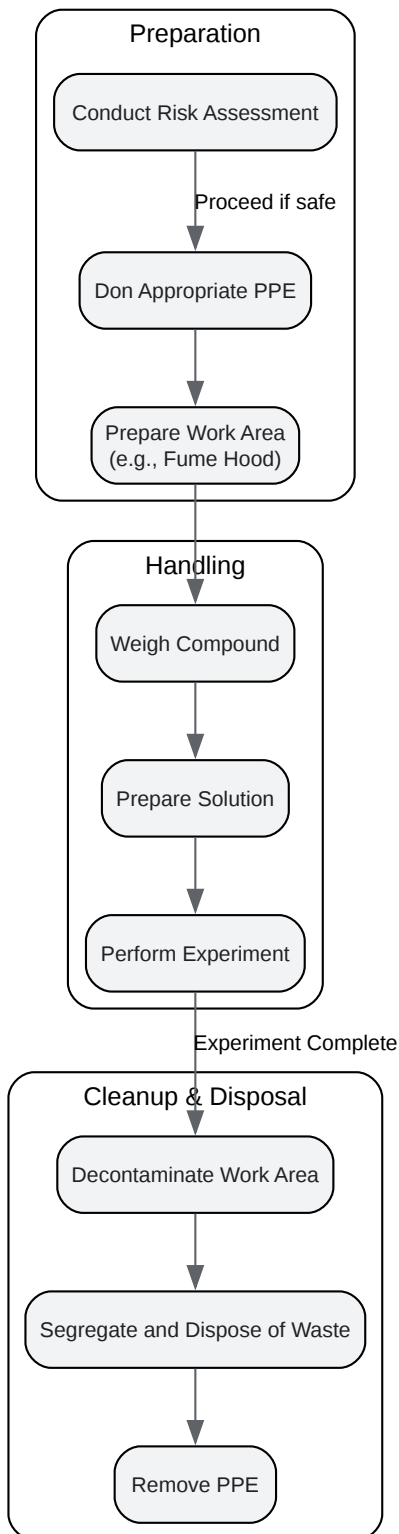 Preparation
Conduct Risk Assessment
Proceed if safe
Don Appropriate PPE
Prepare Work Area
(e.g., Fume Hood)
Handling
Weigh Compound
Prepare Solution
Perform Experiment
Experiment Complete
Cleanup & Disposal
Decontaminate Work Area
Segregate and Dispose of Waste
Remove PPE